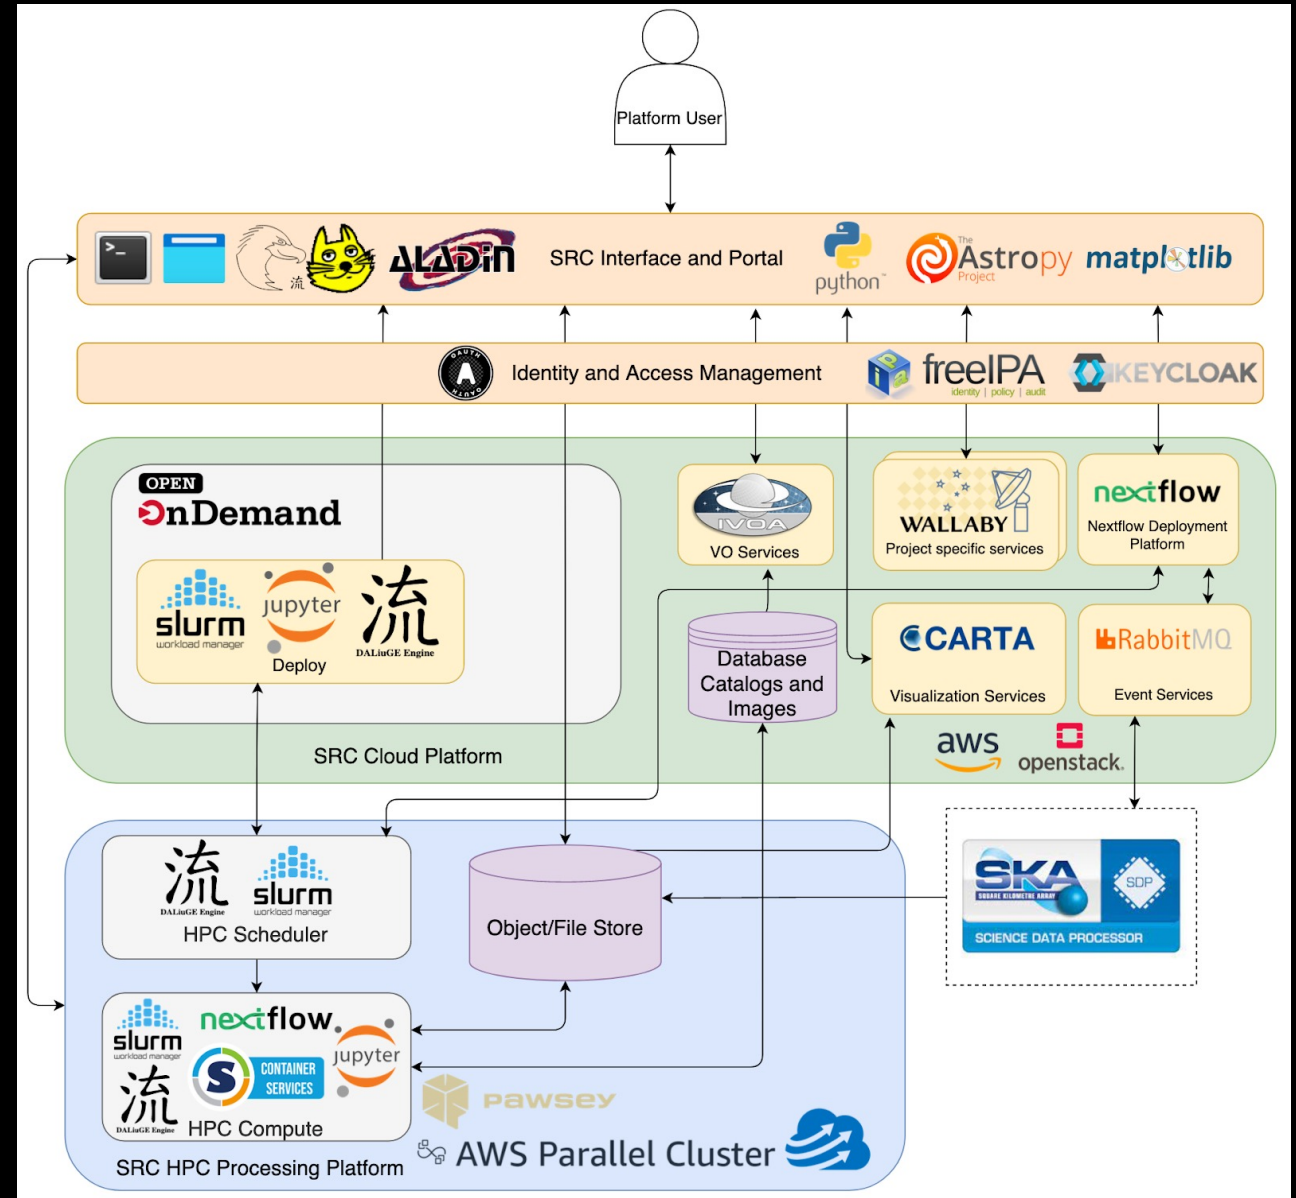 Platform User
>_
流
ALADiN
SRC Interface and Portal
python™
The
Astropy
Project
matplotlib
OAUTH
A
OAUTH
Identity and Access Management
ipa
freeIPA
identity | policy | audit
KEYCLOAK
OPEN
OnDemand
slurm
workload manager
jupyter
流
DALiuGE Engine
Deploy
IVOA
VO Services
WALLABY
Project specific services
nextflow
Nextflow Deployment
Platform
Database
Catalogs and
Images
CARTA
Visualization Services
RabbitMQ
Event Services
SRC Cloud Platform
aws
openstack.
流
DALiuGE Engine
slurm
workload manager
HPC Scheduler
Object/File Store
SKA
SQUARE KILOMETRE ARRAY
SDP
SCIENCE DATA PROCESSOR
slurm
workload manager
nextflow
jupyter
S
CONTAINER
SERVICES
流
DALiuGE Engine
HPC Compute
PAWSEY
AWS Parallel Cluster
SRC HPC Processing Platform